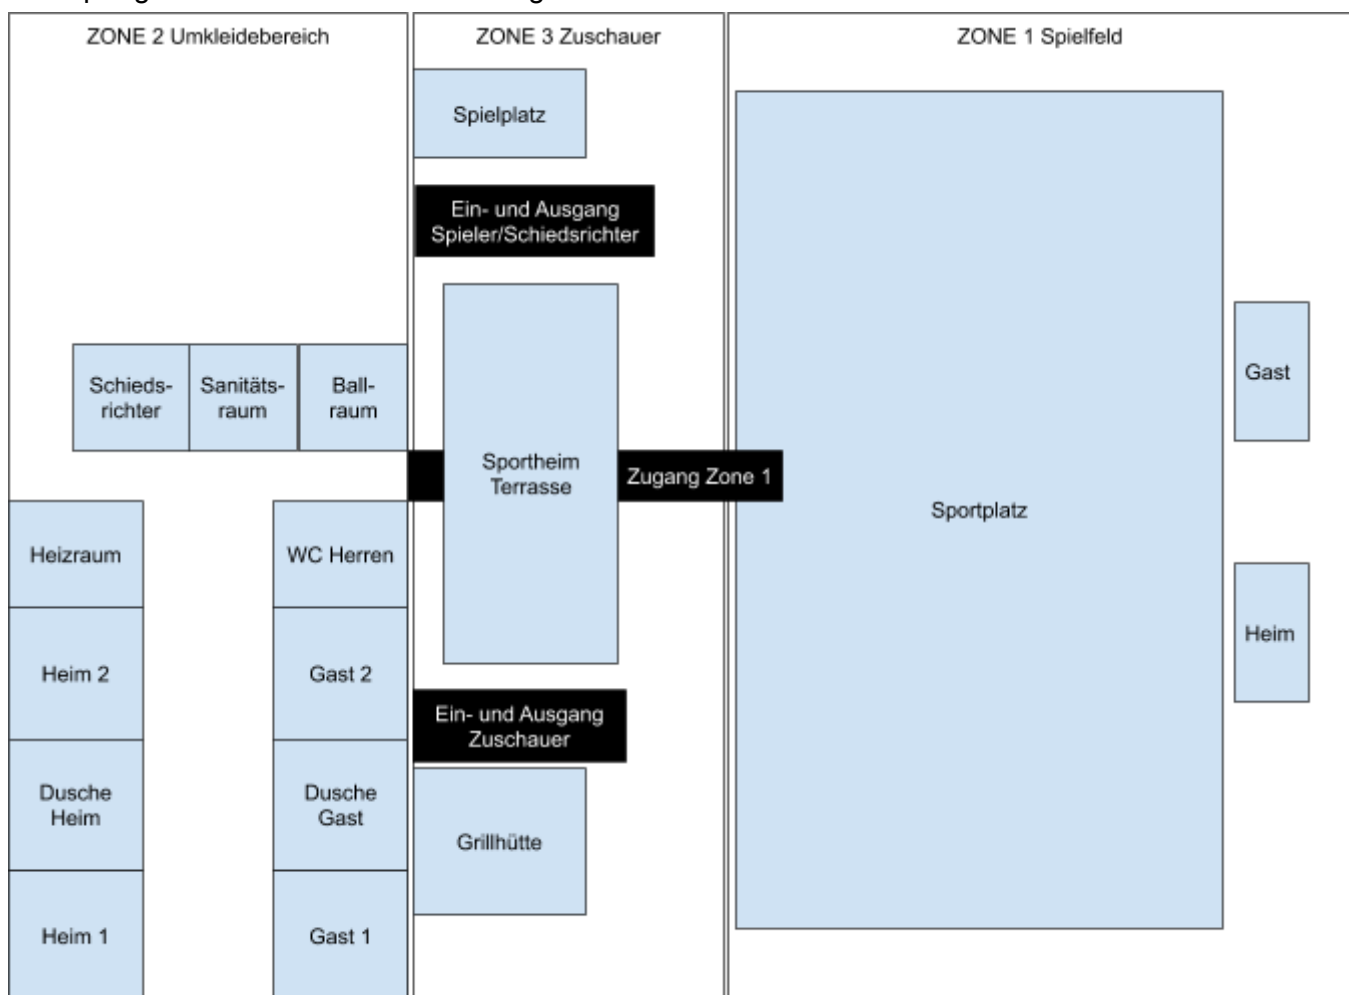 ZONE 2 Umkleidebereich
ZONE 3 Zuschauer
ZONE 1 Spielfeld
Spielplatz
Ein- und Ausgang
Spieler/Schiedsrichter
Schieds-
richter
Sanitäts-
raum
Ball-
raum
Sportheim
Terrasse
Zugang Zone 1
Sportplatz
Gast
Heim
Heizraum
WC Herren
Heim 2
Gast 2
Ein- und Ausgang
Zuschauer
Dusche
Heim
Dusche
Gast
Grillhütte
Heim 1
Gast 1